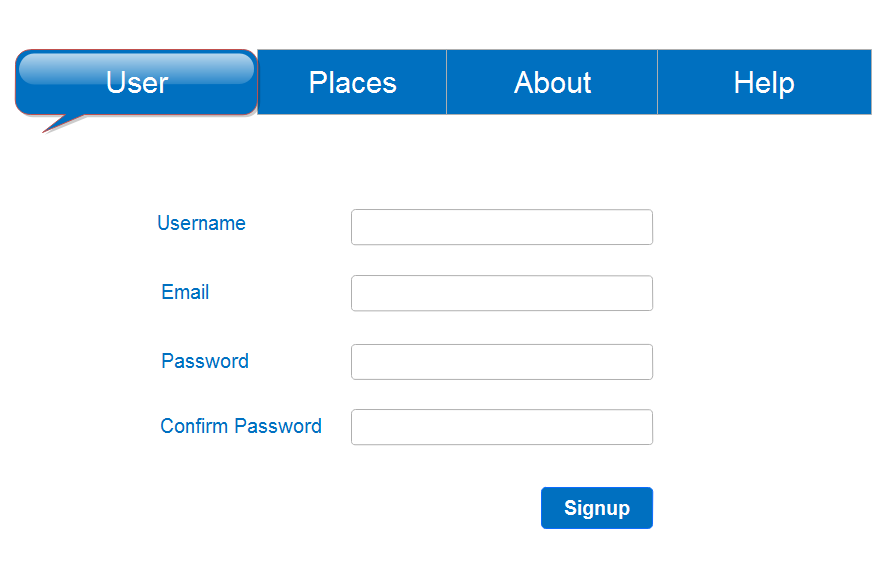 User Places About Help
Username
Email
Password
Confirm Password
Signup